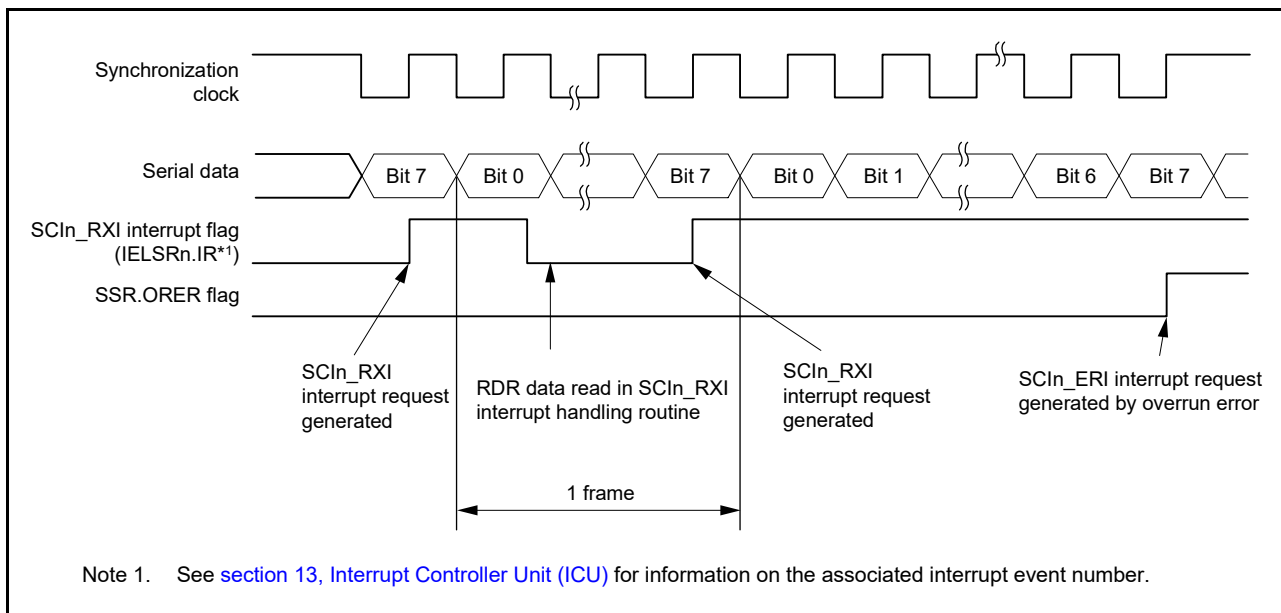 Synchronization
clock
Serial data
Bit 7
Bit 0
Bit 7
Bit 0
Bit 1
Bit 6
Bit 7
SCIn_RXI interrupt flag
(IELSRn.IR*1)
SSR.ORER flag
SCIn_RXI
interrupt request
generated
RDR data read in SCIn_RXI
interrupt handling routine
SCIn_RXI
interrupt request
generated
SCIn_ERI interrupt request
generated by overrun error
1 frame
Note 1. See section 13, Interrupt Controller Unit (ICU) for information on the associated interrupt event number.